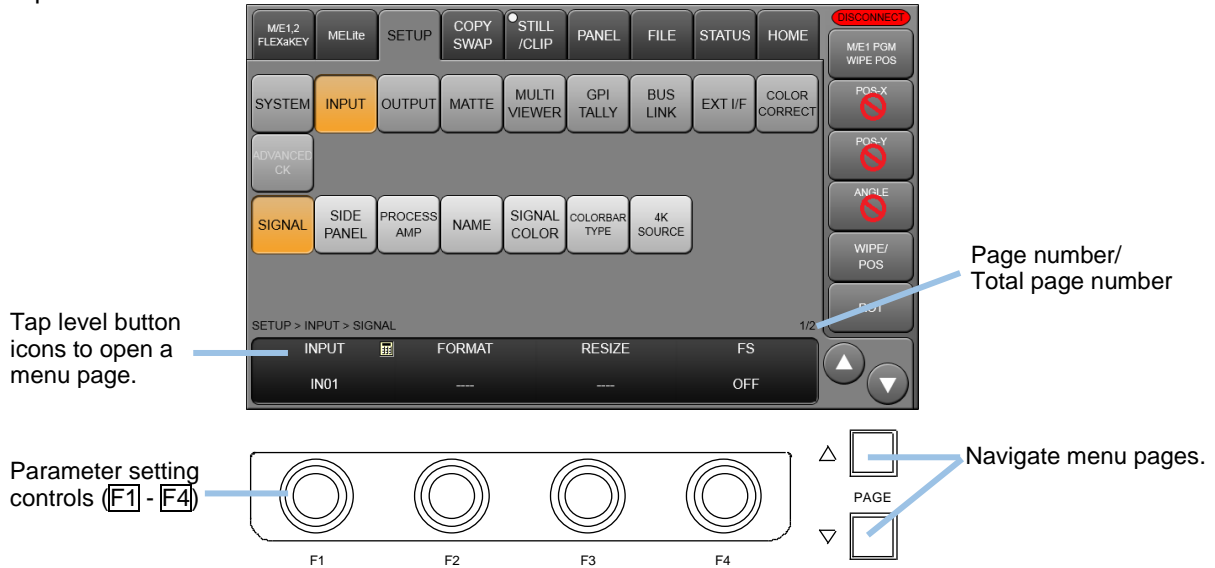 M/E1,2
FLEXaKEY
MELite
SETUP
COPY
SWAP
STILL
/CLIP
PANEL
FILE
STATUS
HOME
DISCONNECT
M/E1 PGM
WIPE POS
SYSTEM
INPUT
OUTPUT
MATTE
MULTI
VIEWER
GPI
TALLY
BUS
LINK
EXT I/F
COLOR
CORRECT
POS-X
ADVANCED
CK
POS-Y
SIGNAL
SIDE
PANEL
PROCESS
AMP
NAME
SIGNAL
COLOR
COLORBAR
TYPE
4K
SOURCE
ANGLE
WIPE/
POS
Page number/
Total page number
Tap level button
icons to open a
menu page.
SETUP > INPUT > SIGNAL
1/2
INPUT
FORMAT
RESIZE
FS
IN01
----
----
OFF
Parameter setting
controls (F1 - F4)
Navigate menu pages.
PAGE
F1
F2
F3
F4